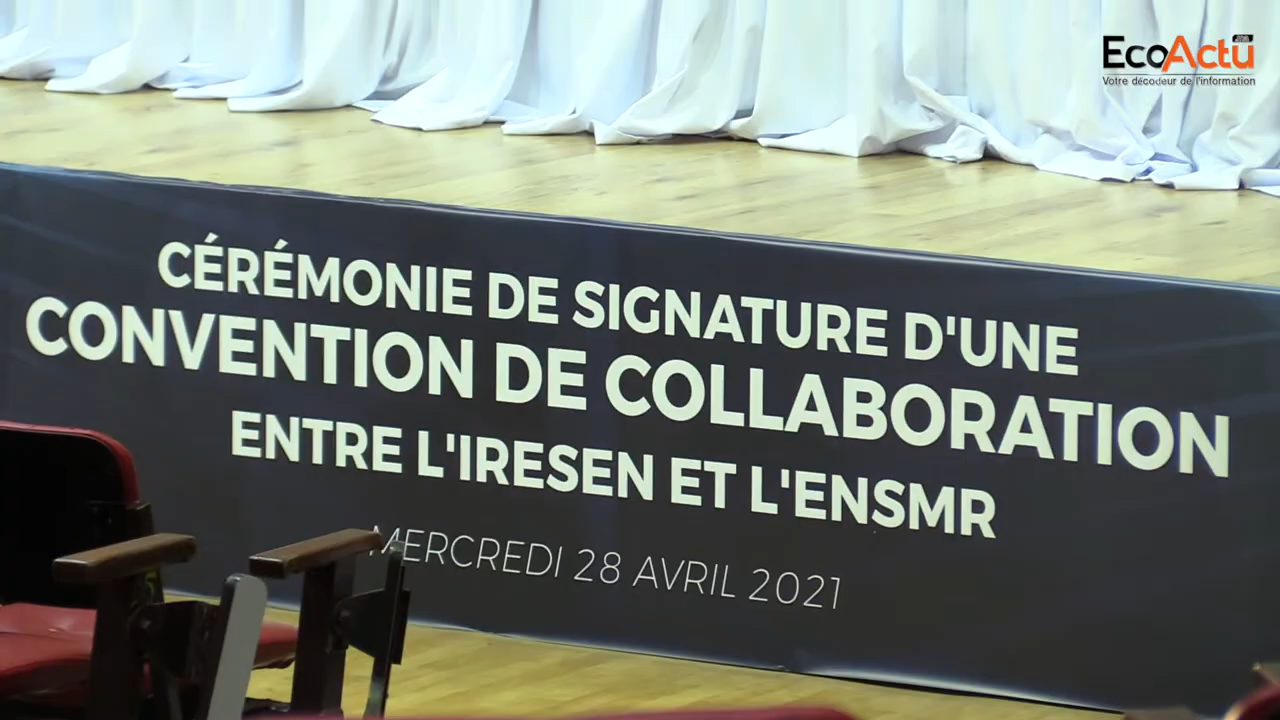 EcoActu
Votre décodeur de l'information
CÉRÉMONIE DE SIGNATURE D'UNE
CONVENTION DE COLLABORATION
ENTRE L'IRESEN ET L'ENSMR
MERCREDI 28 AVRIL 2021